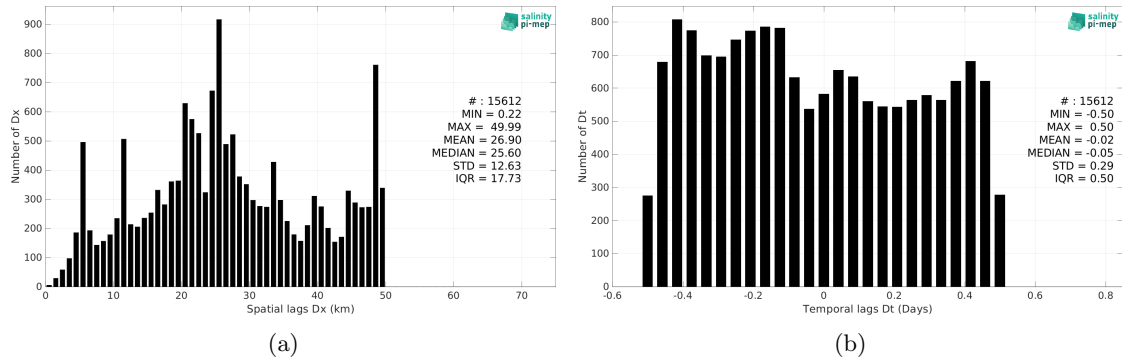 900
800
700
600
500
400
300
200
100
0
Number of Dx
0 10 20 30 40 50 60 70
Spatial lags Dx (km)
salinity
pi-mep
# : 15612
MIN = 0.22
MAX = 49.99
MEAN = 26.90
MEDIAN = 25.60
STD = 12.63
IQR = 17.73
(a)
800
700
600
500
400
300
200
100
0
Number of Dt
-0.6 -0.4 -0.2 0 0.2 0.4 0.6 0.8
Temporal lags Dt (Days)
salinity
pi-mep
# : 15612
MIN = -0.50
MAX = 0.50
MEAN = -0.02
MEDIAN = -0.05
STD = 0.29
IQR = 0.50
(b)